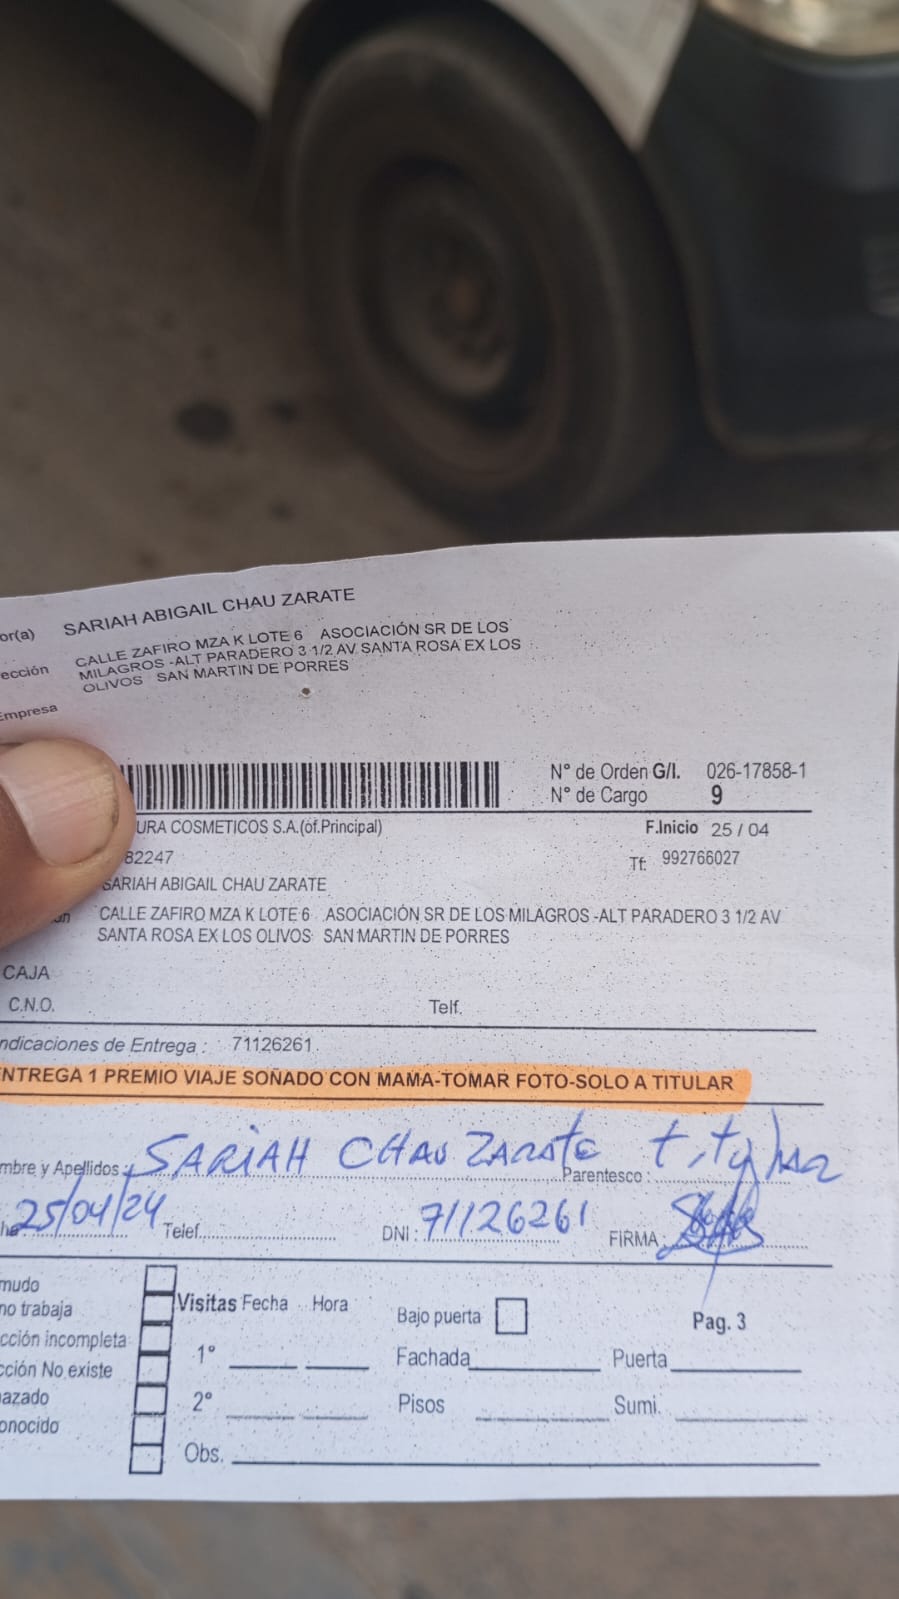 or(a) SARIAH ABIGAIL CHAU ZARATE
ección CALLE ZAFIRO MZA K LOTE 6 ASOCIACIÓN SR DE LOS
MILAGROS -ALT PARADERO 3 1/2 AV SANTA ROSA EX LOS
OLIVOS SAN MARTIN DE PORRES
Empresa
N° de Orden G/I. 026-17858-1
N° de Cargo 9
URA COSMETICOS S.A.(of.Principal) F.Inicio 25 / 04
82247 Tf: 992766027
SARIAH ABIGAIL CHAU ZARATE
ón CALLE ZAFIRO MZA K LOTE 6 ASOCIACIÓN SR DE LOS MILAGROS -ALT PARADERO 3 1/2 AV
SANTA ROSA EX LOS OLIVOS SAN MARTIN DE PORRES
CAJA
C.N.O. Telf.
ndicaciones de Entrega : 71126261
ENTREGA 1 PREMIO VIAJE SOÑADO CON MAMA-TOMAR FOTO-SOLO A TITULAR
mbre y Apellidos : SARIAH CHAU ZARATE Parentesco :
25/04/24 Telef. DNI : 71126261 FIRMA :
mudo
no trabaja Visitas Fecha Hora Bajo puerta Pag. 3
cción incompleta 1° Fachada Puerta
cción No existe
azado 2° Pisos Sumi.
onocido
Obs.